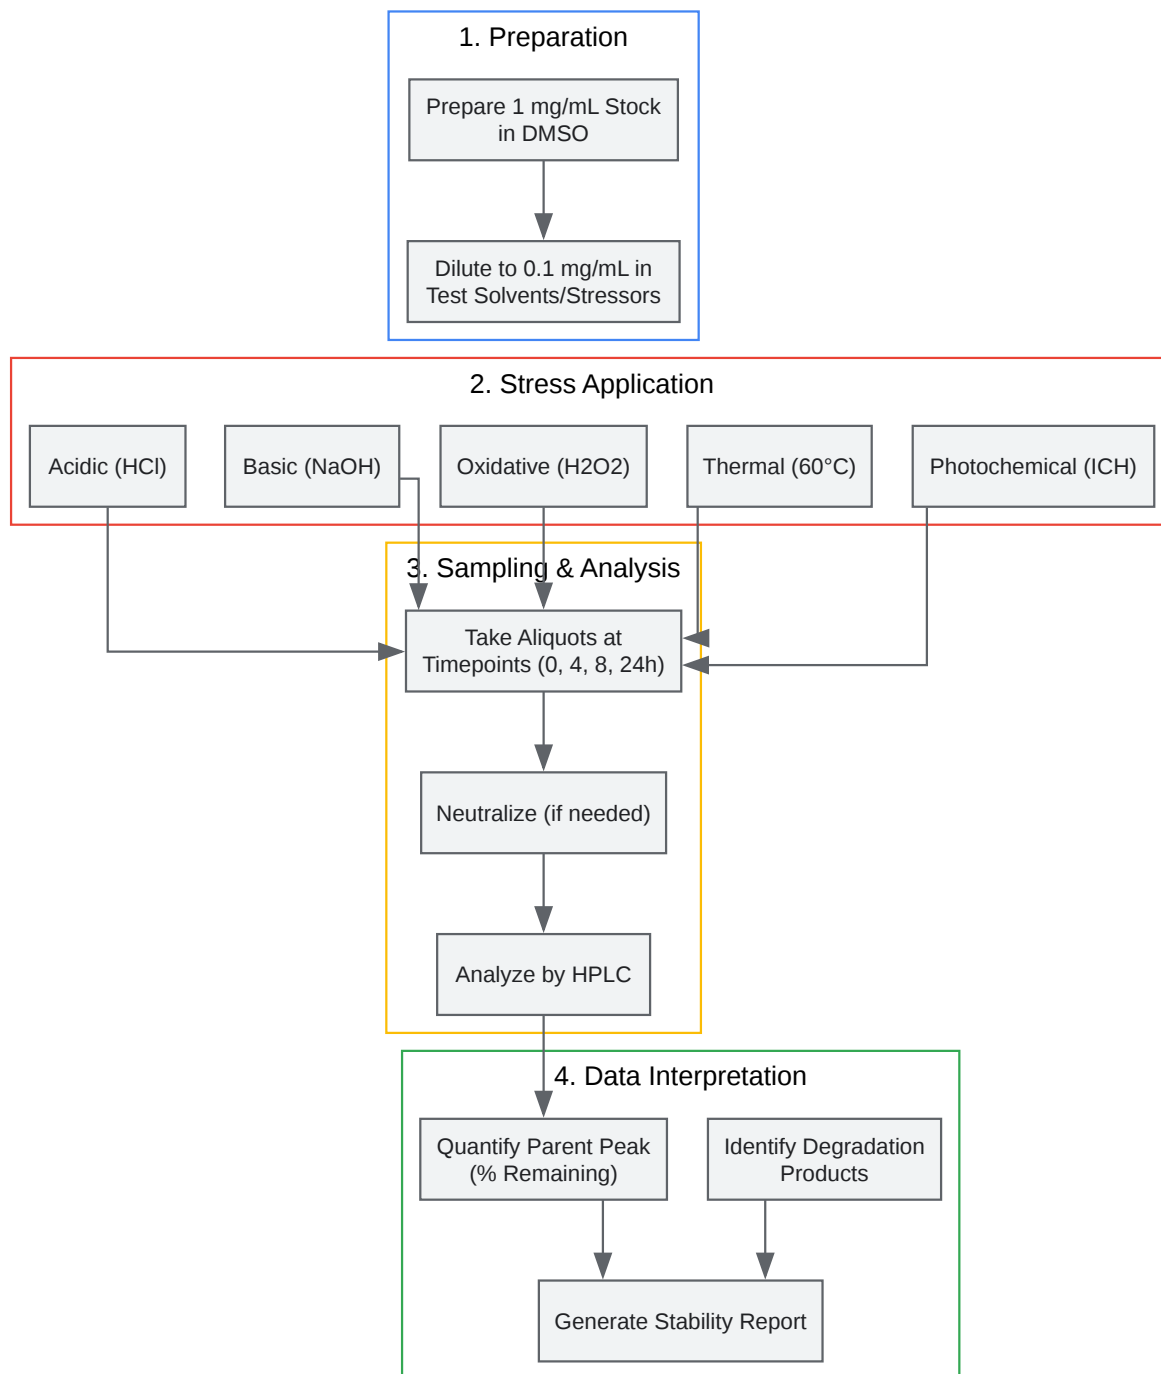 1. Preparation
Prepare 1 mg/mL Stock
in DMSO
Dilute to 0.1 mg/mL in
Test Solvents/Stressors
2. Stress Application
Acidic (HCl)
Basic (NaOH)
Oxidative (H2O2)
Thermal (60°C)
Photochemical (ICH)
3. Sampling & Analysis
Take Aliquots at
Timepoints (0, 4, 8, 24h)
Neutralize (if needed)
Analyze by HPLC
4. Data Interpretation
Quantify Parent Peak
(% Remaining)
Identify Degradation
Products
Generate Stability Report